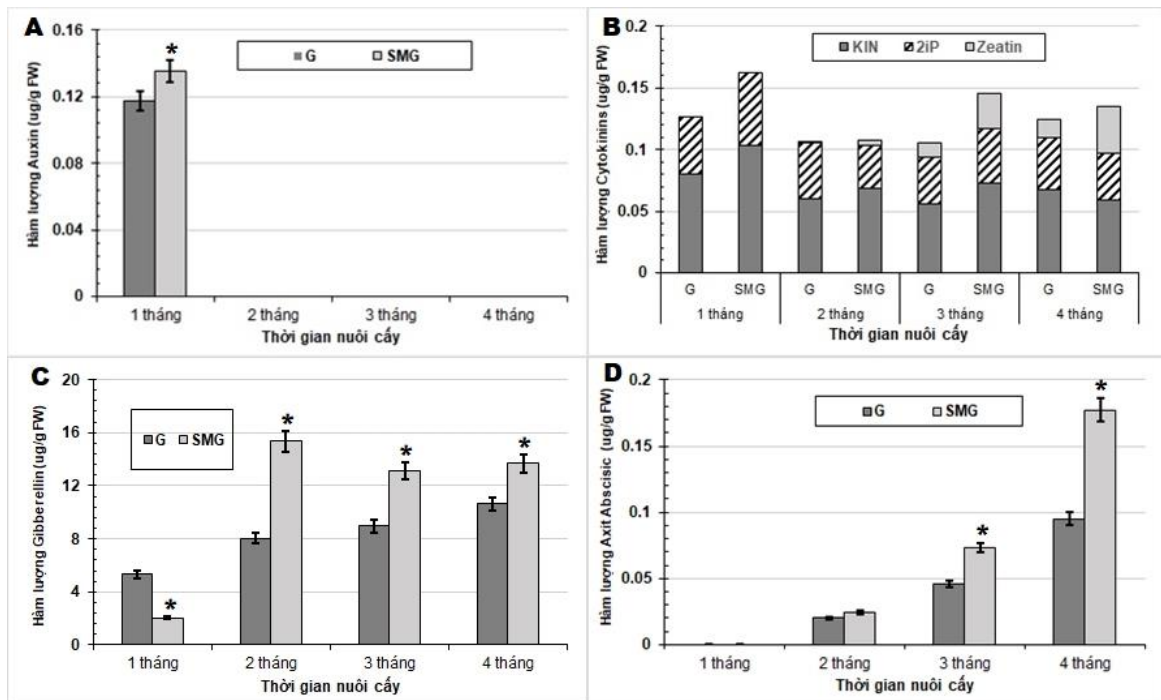 A
Hàm lượng Auxin (ug/g FW)
0.16
0.12
0.08
0.04
0
G SMG
*
1 tháng 2 tháng 3 tháng 4 tháng
Thời gian nuôi cấy
B
Hàm lượng Cytokinins (ug/g FW)
0.2
0.15
0.1
0.05
0
KIN 2iP Zeatin
G SMG G SMG G SMG G SMG
1 tháng 2 tháng 3 tháng 4 tháng
Thời gian nuôi cấy
C
Hàm lượng Gibberellin (ug/g FW)
20
16
12
8
4
0
G SMG
* * * *
1 tháng 2 tháng 3 tháng 4 tháng
Thời gian nuôi cấy
D
Hàm lượng Axit Abscisic (ug/g FW)
0.2
0.15
0.1
0.05
0
G SMG
* *
1 tháng 2 tháng 3 tháng 4 tháng
Thời gian nuôi cấy